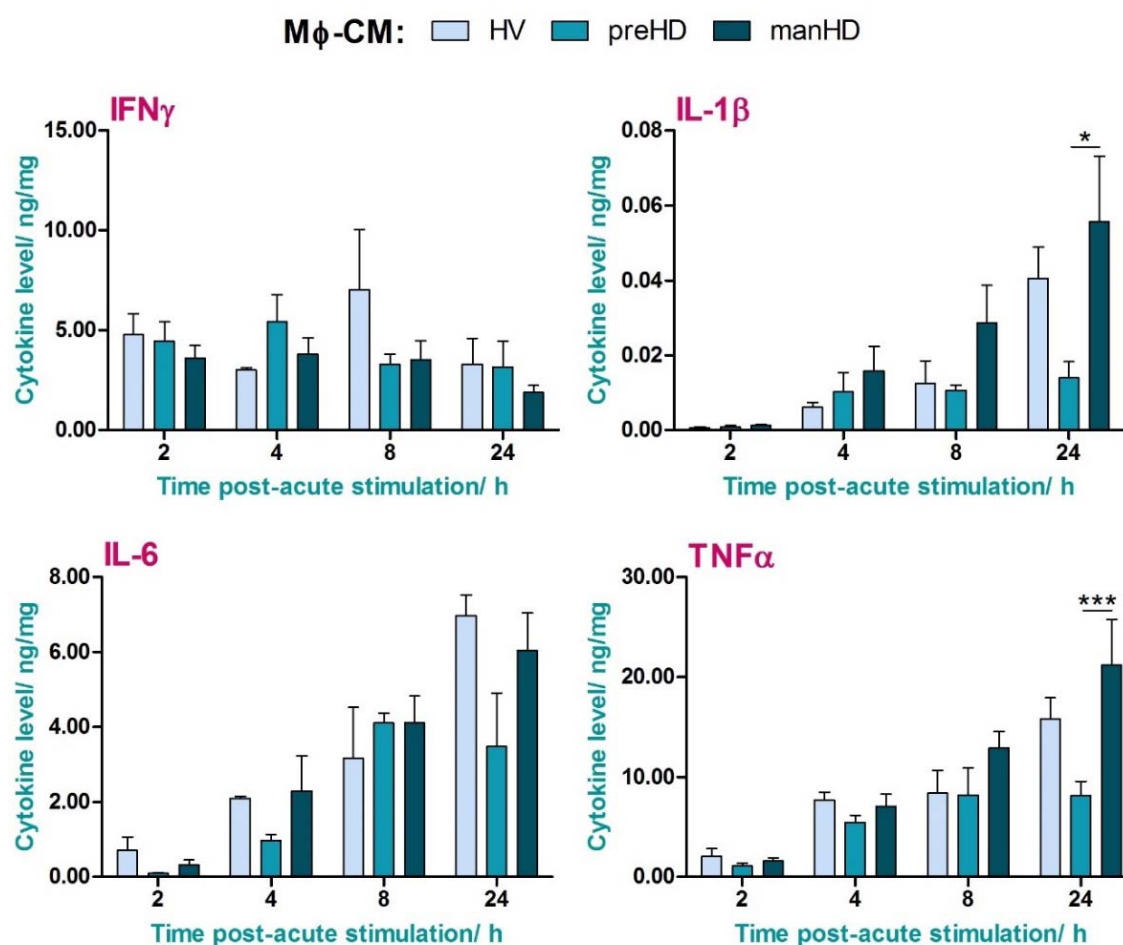 Mϕ-CM: HV preHD manHD
IFNγ
Cytokine level/ ng/mg
15.00
10.00
5.00
0.00
2 4 8 24
Time post-acute stimulation/ h
IL-1β
Cytokine level/ ng/mg
0.08
0.06
0.04
0.02
0.00
*
2 4 8 24
Time post-acute stimulation/ h
IL-6
Cytokine level/ ng/mg
8.00
6.00
4.00
2.00
0.00
2 4 8 24
Time post-acute stimulation/ h
TNFα
Cytokine level/ ng/mg
30.00
20.00
10.00
0.00
***
2 4 8 24
Time post-acute stimulation/ h